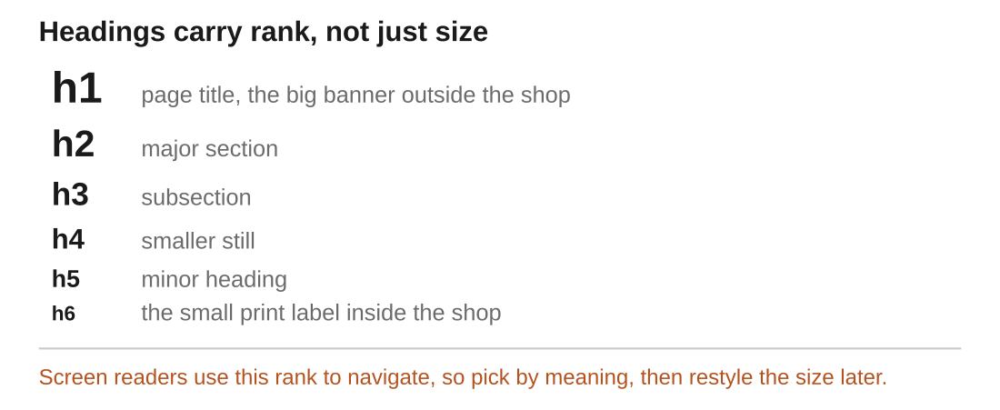 Headings carry rank, not just size
h1 page title, the big banner outside the shop
h2 major section
h3 subsection
h4 smaller still
h5 minor heading
h6 the small print label inside the shop
Screen readers use this rank to navigate, so pick by meaning, then restyle the size later.